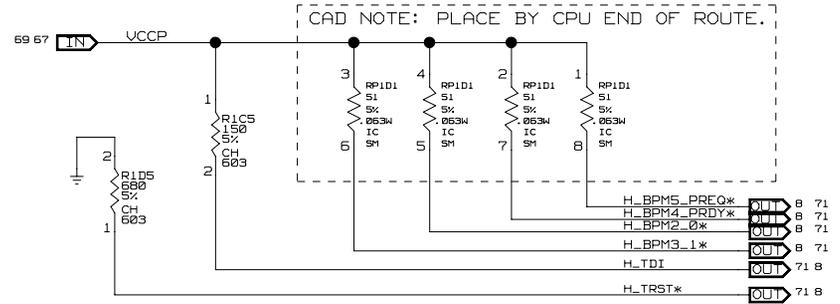 CAD NOTE: PLACE BY CPU END OF ROUTE.
69 67 IN VCCP
3 4 2 1
RP1D1 RP1D1 RP1D1 RP1D1
51 51 51 51
5% 5% 5% 5%
.063W .063W .063W .063W
IC IC IC IC
SM SM SM SM
6 5 7 8
1
R1C5
150
5%
CH
603
2
2
R1D5
680
5%
CH
603
1
H_BPM5_PREQ* OUT 8 71
H_BPM4_PRDY* OUT 8 71
H_BPM2_0* OUT 8 71
H_BPM3_1* OUT 8 71
H_TDI OUT 71 8
H_TRST* OUT 71 8